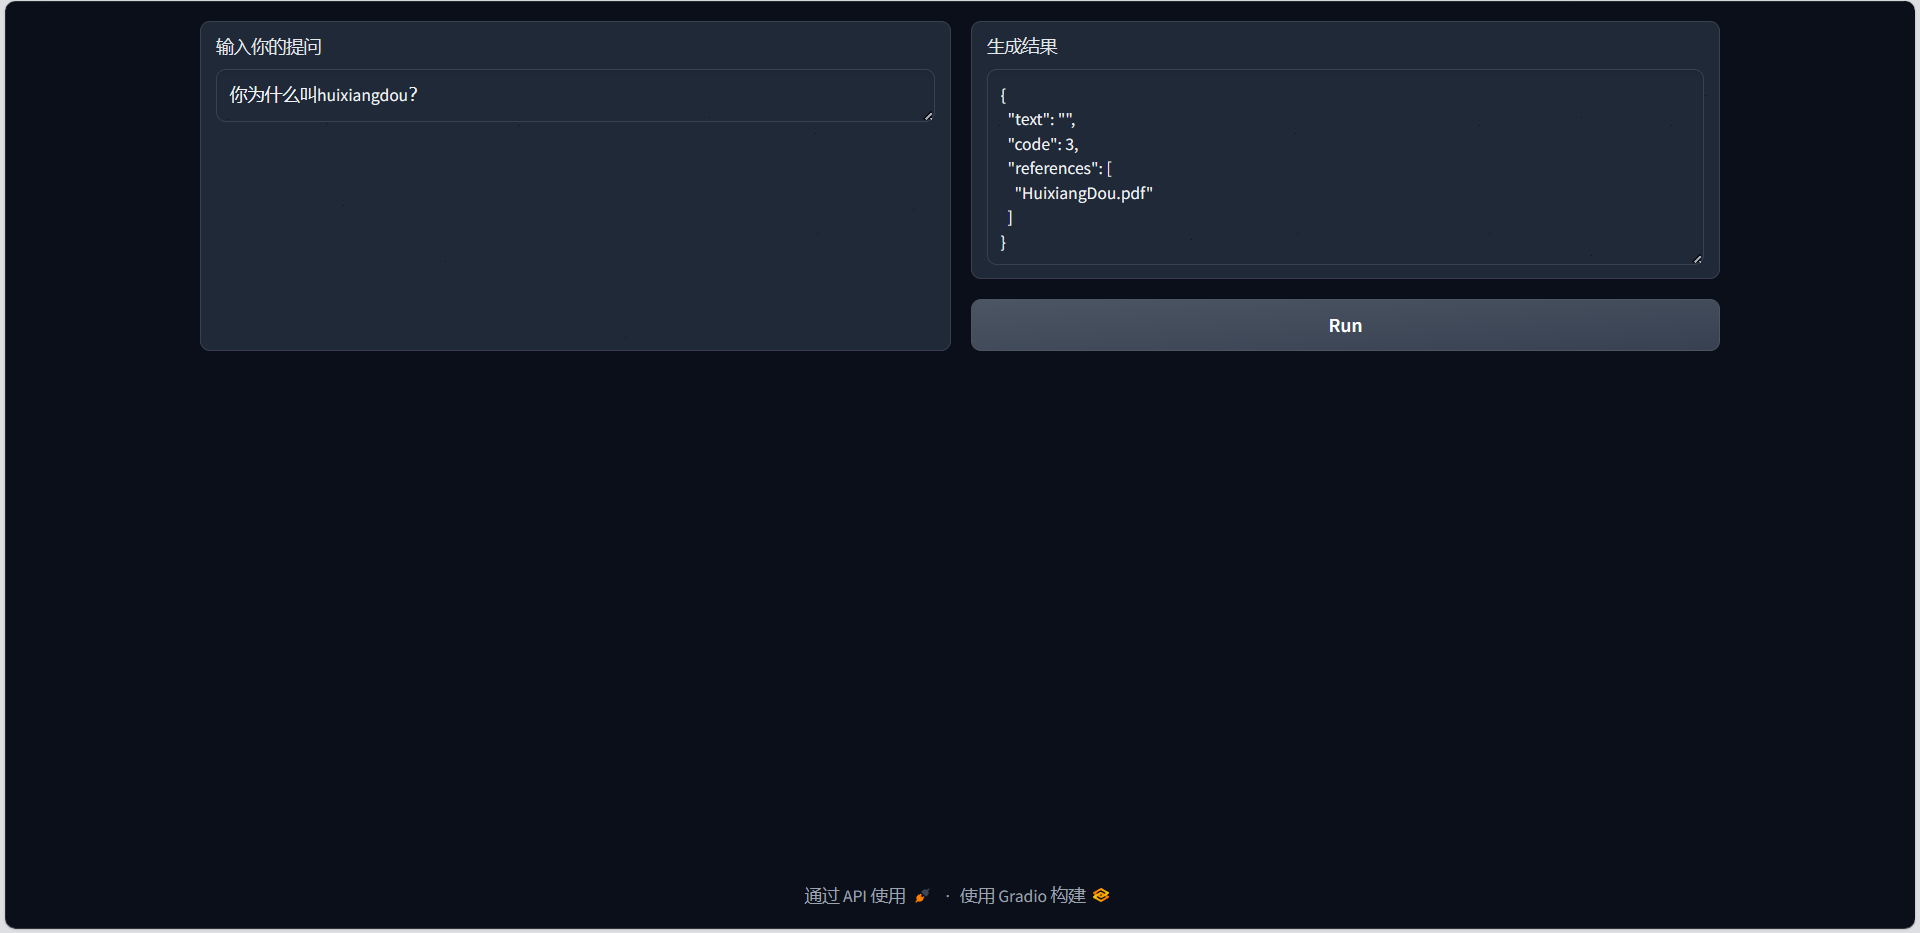 输入你的提问
你为什么叫huixiangdou？
生成结果
{
"text": "",
"code": 3,
"references": [
"HuixiangDou.pdf"
]
}
Run
通过 API 使用 · 使用 Gradio 构建